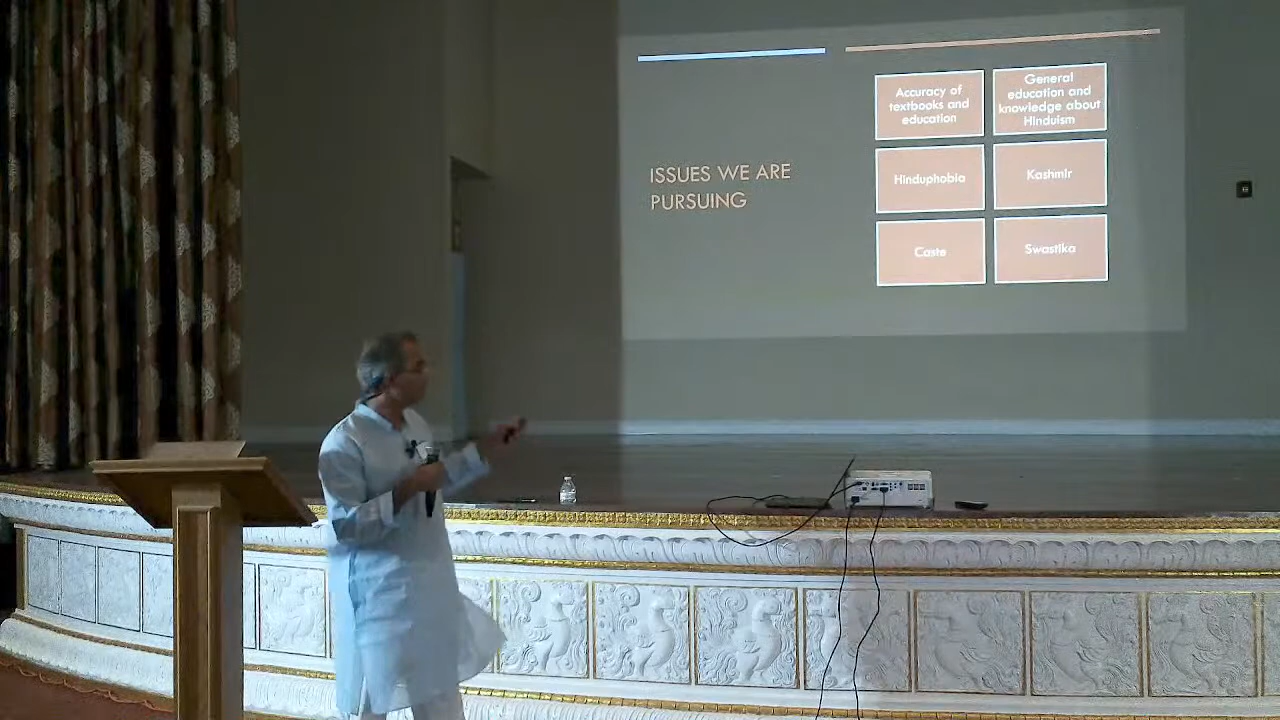 ISSUES WE ARE
PURSUING
Accuracy of
textbooks and
education
General
education and
knowledge about
Hinduism
Hinduphobia
Kashmir
Caste
Swastika